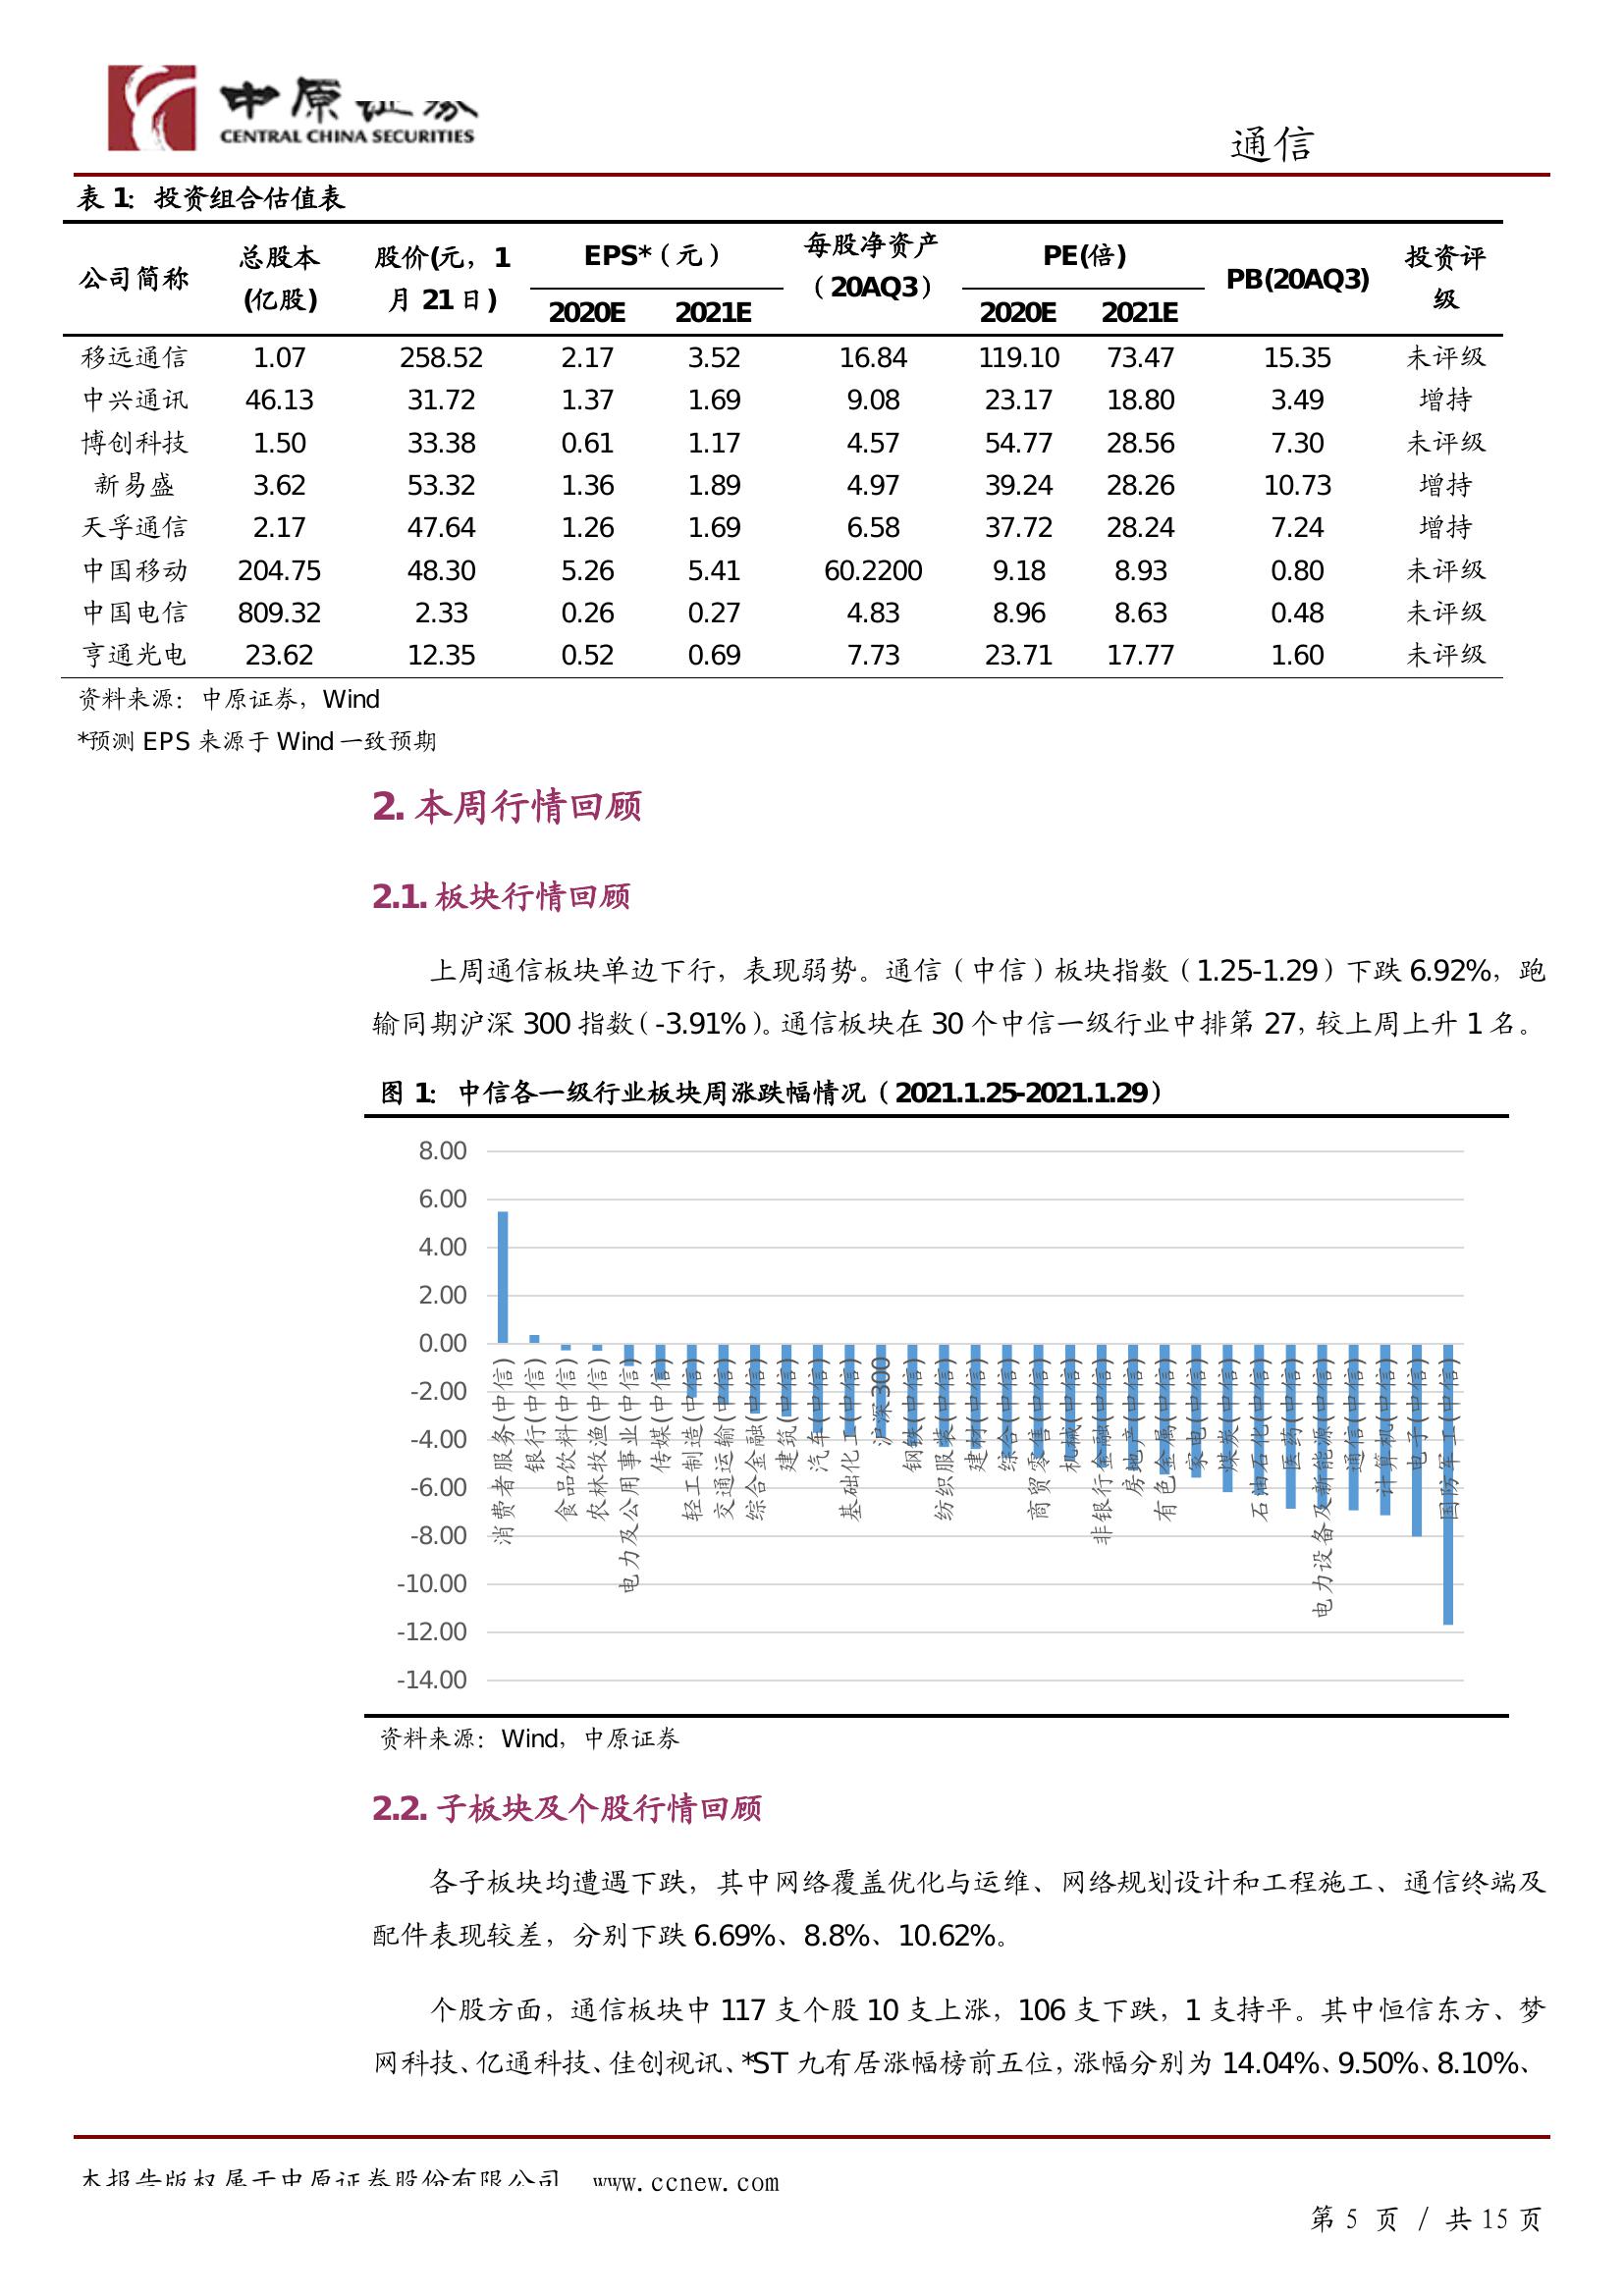 中原证券
CENTRAL CHINA SECURITIES
通信
表 1：投资组合估值表
公司简称 总股本(亿股) 股价(元，1月 21 日) EPS*（元） 每股净资产（20AQ3） PE(倍) PB(20AQ3) 投资评级
2020E 2021E 2020E 2021E
移远通信 1.07 258.52 2.17 3.52 16.84 119.10 73.47 15.35 未评级
中兴通讯 46.13 31.72 1.37 1.69 9.08 23.17 18.80 3.49 增持
博创科技 1.50 33.38 0.61 1.17 4.57 54.77 28.56 7.30 未评级
新易盛 3.62 53.32 1.36 1.89 4.97 39.24 28.26 10.73 增持
天孚通信 2.17 47.64 1.26 1.69 6.58 37.72 28.24 7.24 增持
中国移动 204.75 48.30 5.26 5.41 60.2200 9.18 8.93 0.80 未评级
中国电信 809.32 2.33 0.26 0.27 4.83 8.96 8.63 0.48 未评级
亨通光电 23.62 12.35 0.52 0.69 7.73 23.71 17.77 1.60 未评级
资料来源：中原证券，Wind
*预测 EPS 来源于 Wind 一致预期
2. 本周行情回顾
2.1. 板块行情回顾
上周通信板块单边下行，表现弱势。通信（中信）板块指数（1.25-1.29）下跌 6.92%，跑
输同期沪深 300 指数（-3.91%）。通信板块在 30 个中信一级行业中排第 27，较上周上升 1 名。
图 1：中信各一级行业板块周涨跌幅情况（2021.1.25-2021.1.29）
8.00
6.00
4.00
2.00
0.00
-2.00
-4.00
-6.00
-8.00
-10.00
-12.00
-14.00
消费者服务(中信)
银行(中信)
食品饮料(中信)
农林牧渔(中信)
电力及公用事业(中信)
传媒(中信)
轻工制造(中信)
交通运输(中信)
综合金融(中信)
建筑(中信)
汽车(中信)
基础化工(中信)
沪深300
钢铁(中信)
纺织服装(中信)
建材(中信)
综合(中信)
商贸零售(中信)
机械(中信)
非银行金融(中信)
房地产(中信)
有色金属(中信)
家电(中信)
煤炭(中信)
石油石化(中信)
医药(中信)
电力设备及新能源(中信)
通信(中信)
计算机(中信)
电子(中信)
国防军工(中信)
资料来源：Wind，中原证券
2.2. 子板块及个股行情回顾
各子板块均遭遇下跌，其中网络覆盖优化与运维、网络规划设计和工程施工、通信终端及
配件表现较差，分别下跌 6.69%、8.8%、10.62%。
个股方面，通信板块中 117 支个股 10 支上涨，106 支下跌，1 支持平。其中恒信东方、梦
网科技、亿通科技、佳创视讯、*ST 九有居涨幅榜前五位，涨幅分别为 14.04%、9.50%、8.10%、
本报告版权属于中原证券股份有限公司 www.ccnew.com
第 5 页 / 共 15 页